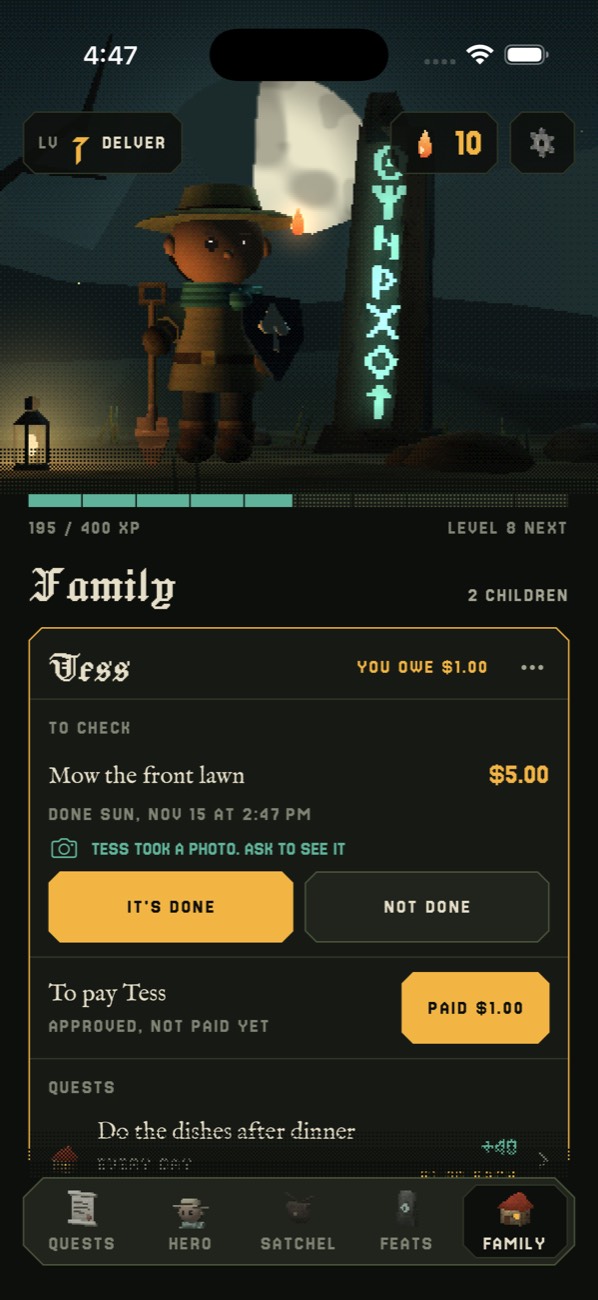 4:47
LV 7 DELVER
10
195 / 400 XP
LEVEL 8 NEXT
Family
2 CHILDREN
Tess
YOU OWE $1.00
TO CHECK
Mow the front lawn
$5.00
DONE SUN, NOV 15 AT 2:47 PM
TESS TOOK A PHOTO. ASK TO SEE IT
IT'S DONE
NOT DONE
To pay Tess
APPROVED, NOT PAID YET
PAID $1.00
QUESTS
Do the dishes after dinner
+40
EVERY DAY
QUESTS
HERO
SATCHEL
FEATS
FAMILY